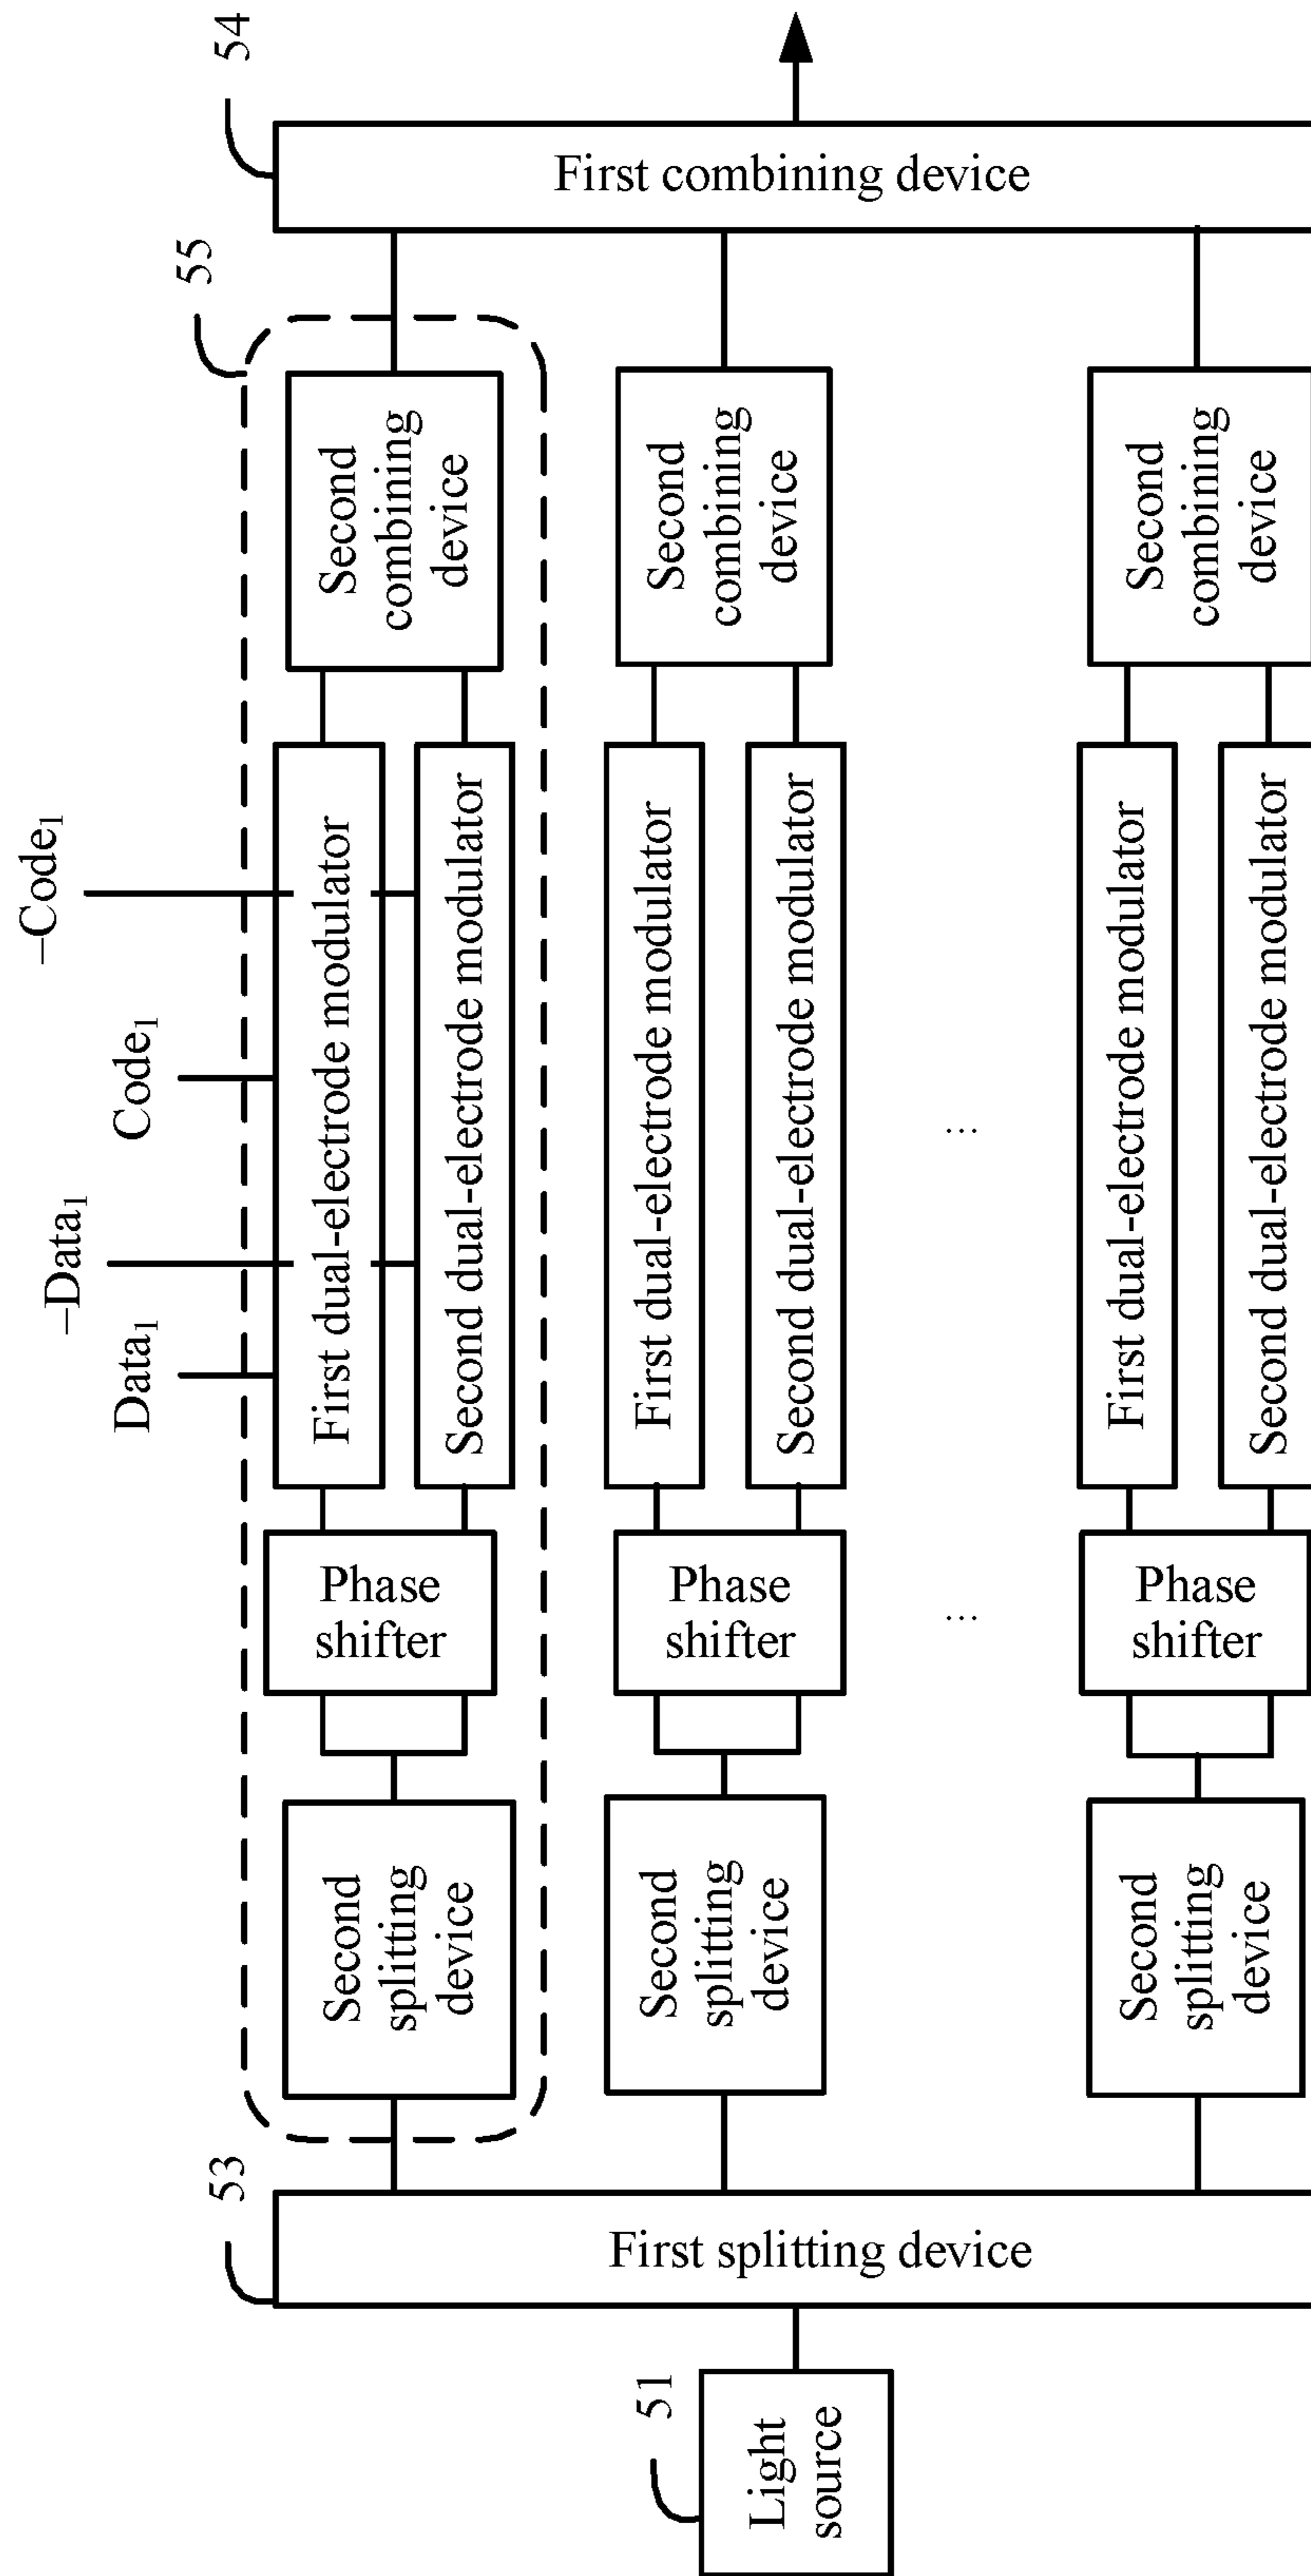 54
First combining device
55
Second
combining
device
Second
combining
device
Second
combining
device
–Code1
Code1
–Data1
Data1
First dual-electrode modulator
Second dual-electrode modulator
First dual-electrode modulator
Second dual-electrode modulator
...
First dual-electrode modulator
Second dual-electrode modulator
Phase
shifter
Phase
shifter
...
Phase
shifter
Second
splitting
device
Second
splitting
device
Second
splitting
device
53
First splitting device
51
Light
source